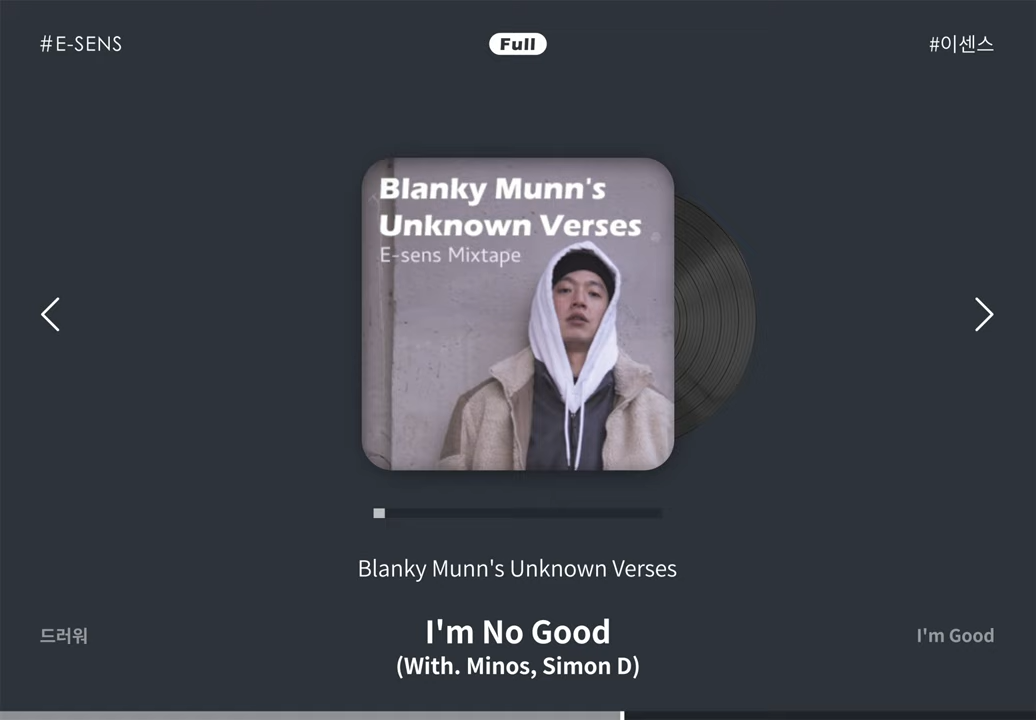 #E-SENS
Full
#이센스
Blanky Munn's
Unknown Verses
E-sens Mixtape
Blanky Munn's Unknown Verses
드러워
I'm No Good
(With. Minos, Simon D)
I'm Good